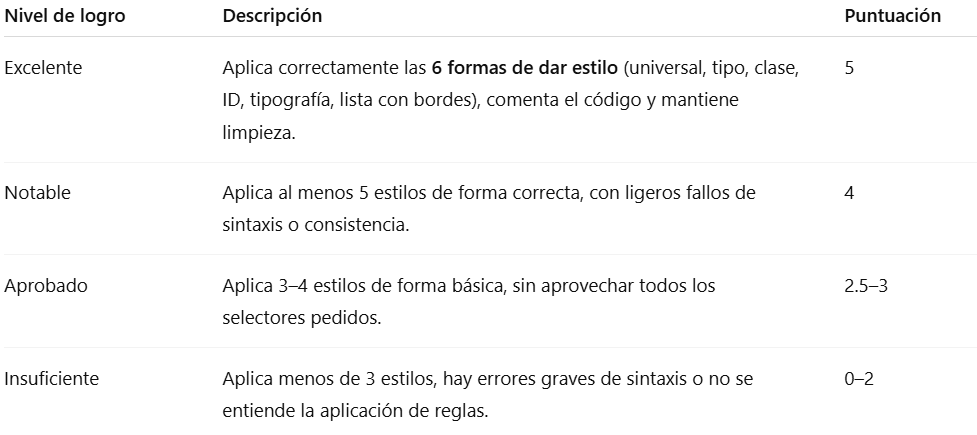 Nivel de logro Descripción Puntuación
Excelente Aplica correctamente las 6 formas de dar estilo (universal, tipo, clase, 5
ID, tipografía, lista con bordes), comenta el código y mantiene
limpieza.
Notable Aplica al menos 5 estilos de forma correcta, con ligeros fallos de 4
sintaxis o consistencia.
Aprobado Aplica 3–4 estilos de forma básica, sin aprovechar todos los 2.5–3
selectores pedidos.
Insuficiente Aplica menos de 3 estilos, hay errores graves de sintaxis o no se 0–2
entiende la aplicación de reglas.